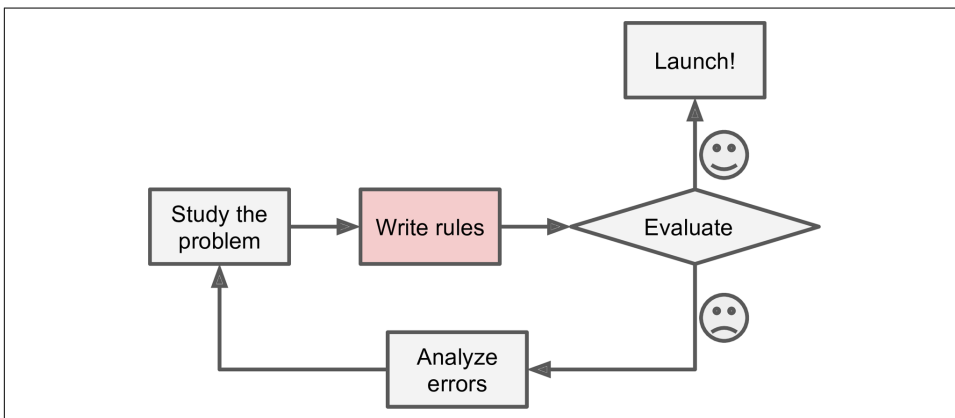 Launch!
Study the
problem
Write rules
Evaluate
Analyze
errors